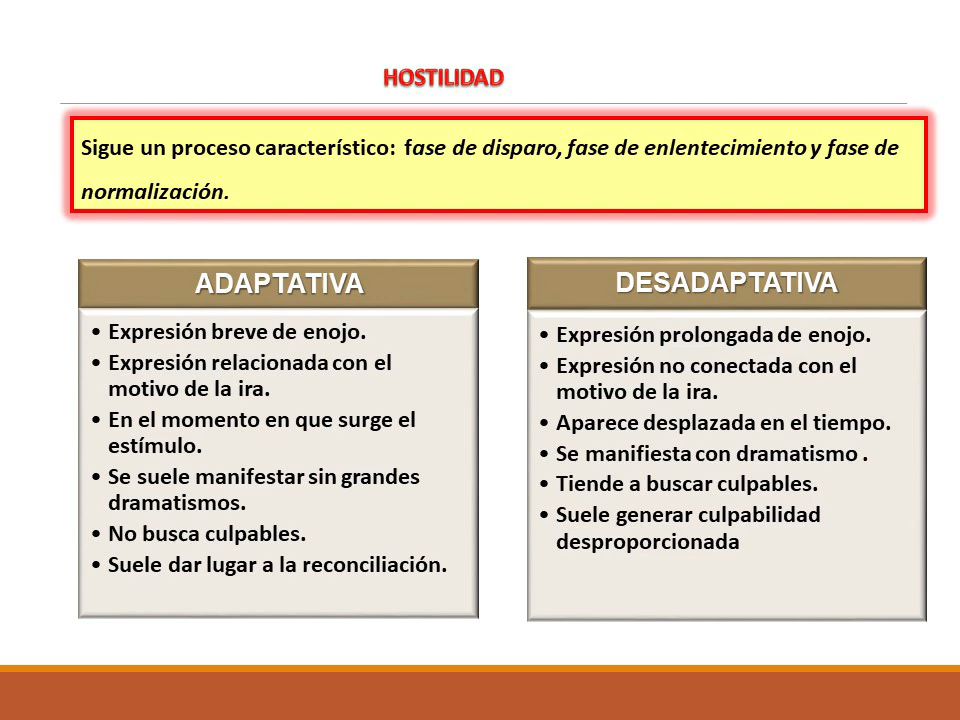 HOSTILIDAD
Sigue un proceso característico: fase de disparo, fase de enlentecimiento y fase de
normalización.
ADAPTATIVA
• Expresión breve de enojo.
• Expresión relacionada con el
motivo de la ira.
• En el momento en que surge el
estímulo.
• Se suele manifestar sin grandes
dramatismos.
• No busca culpables.
• Suele dar lugar a la reconciliación.
DESADAPTATIVA
• Expresión prolongada de enojo.
• Expresión no conectada con el
motivo de la ira.
• Aparece desplazada en el tiempo.
• Se manifiesta con dramatismo .
• Tiende a buscar culpables.
• Suele generar culpabilidad
desproporcionada